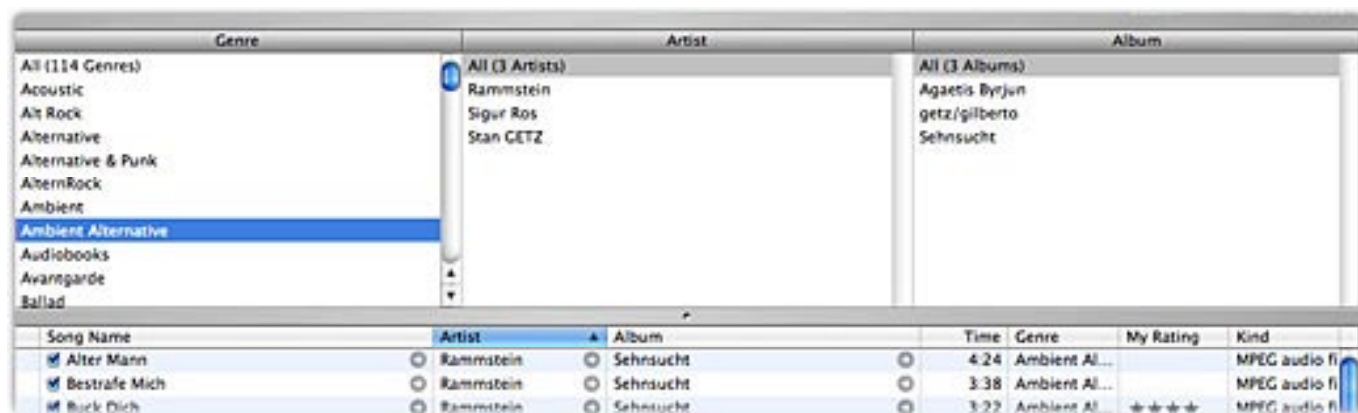 Genre Artist Album
All (114 Genres) All (3 Artists) All (3 Albums)
Acoustic Rammstein Agaetis Byrjun
Alt Rock Sigur Ros getz/gilberto
Alternative Stan GETZ Sehnsucht
Alternative & Punk
AlternRock
Ambient
Ambient Alternative
Audiobooks
Avantgarde
Ballad
Song Name Artist Album Time Genre My Rating Kind
Alter Mann Rammstein Sehnsucht 4:24 Ambient Al... MPEG audio fi
Bestrafe Mich Rammstein Sehnsucht 3:38 Ambient Al... MPEG audio fi
Buck Dich Rammstein Sehnsucht 3:22 Ambient Al... ★★★★ MPEG audio fi